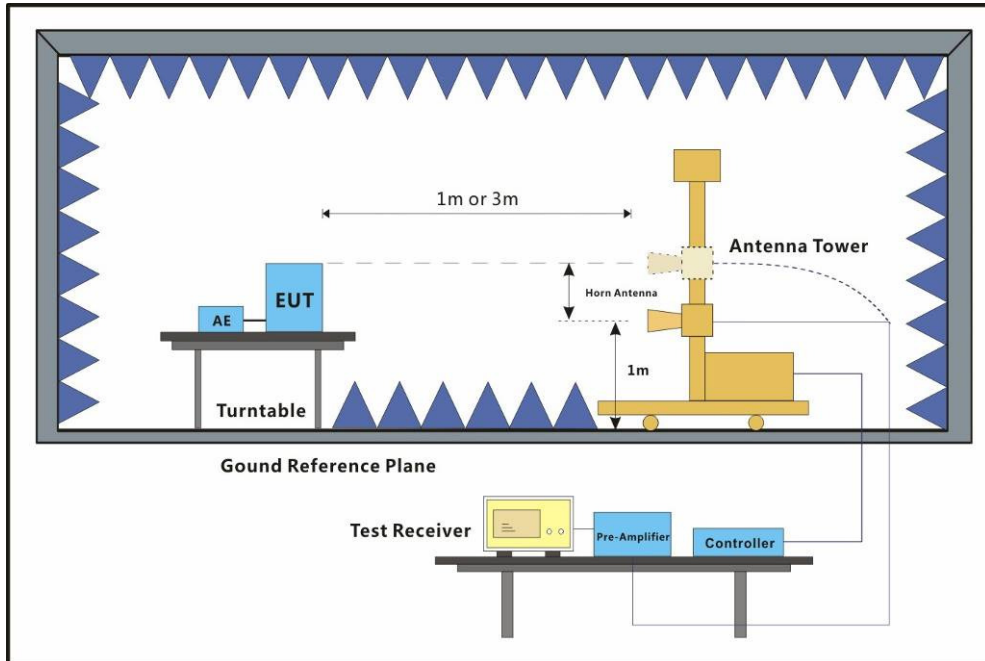 1m or 3m
Antenna Tower
Horn Antenna
EUT
AE
1m
Turntable
Gound Reference Plane
Test Receiver
Pre-Amplifier
Controller